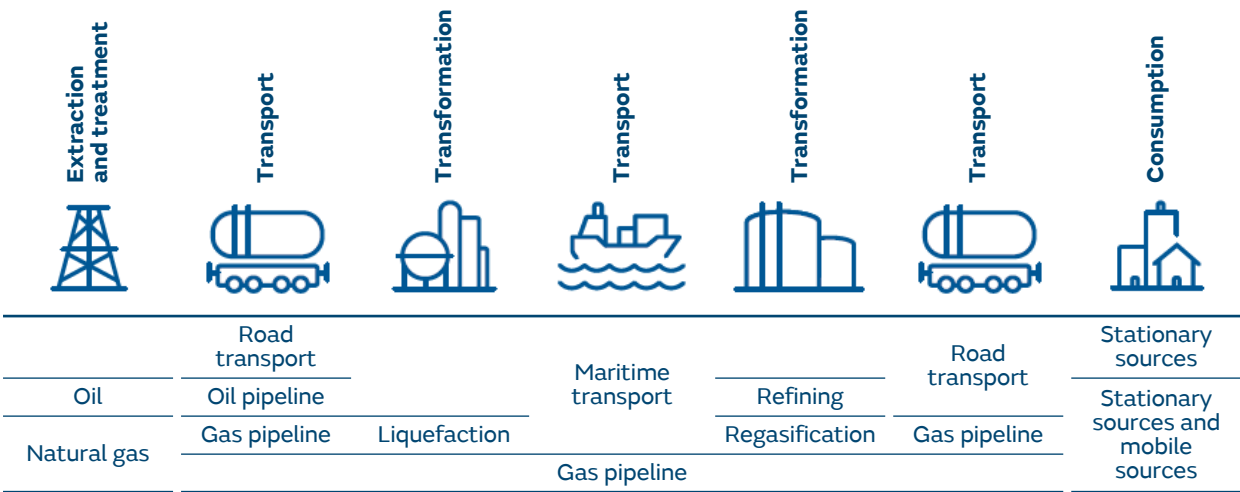 Extraction
and treatment
Transport
Transformation
Transport
Transformation
Transport
Consumption
Road
transport
Maritime
transport
Road
transport
Stationary
sources
Oil
Oil pipeline
Refining
Stationary
sources and
mobile
sources
Natural gas
Gas pipeline
Liquefaction
Regasification
Gas pipeline
Gas pipeline